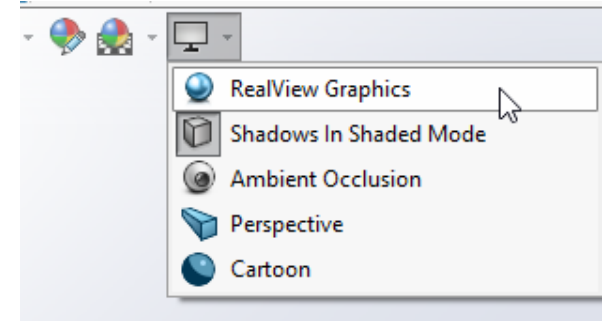 RealView Graphics
Shadows In Shaded Mode
Ambient Occlusion
Perspective
Cartoon